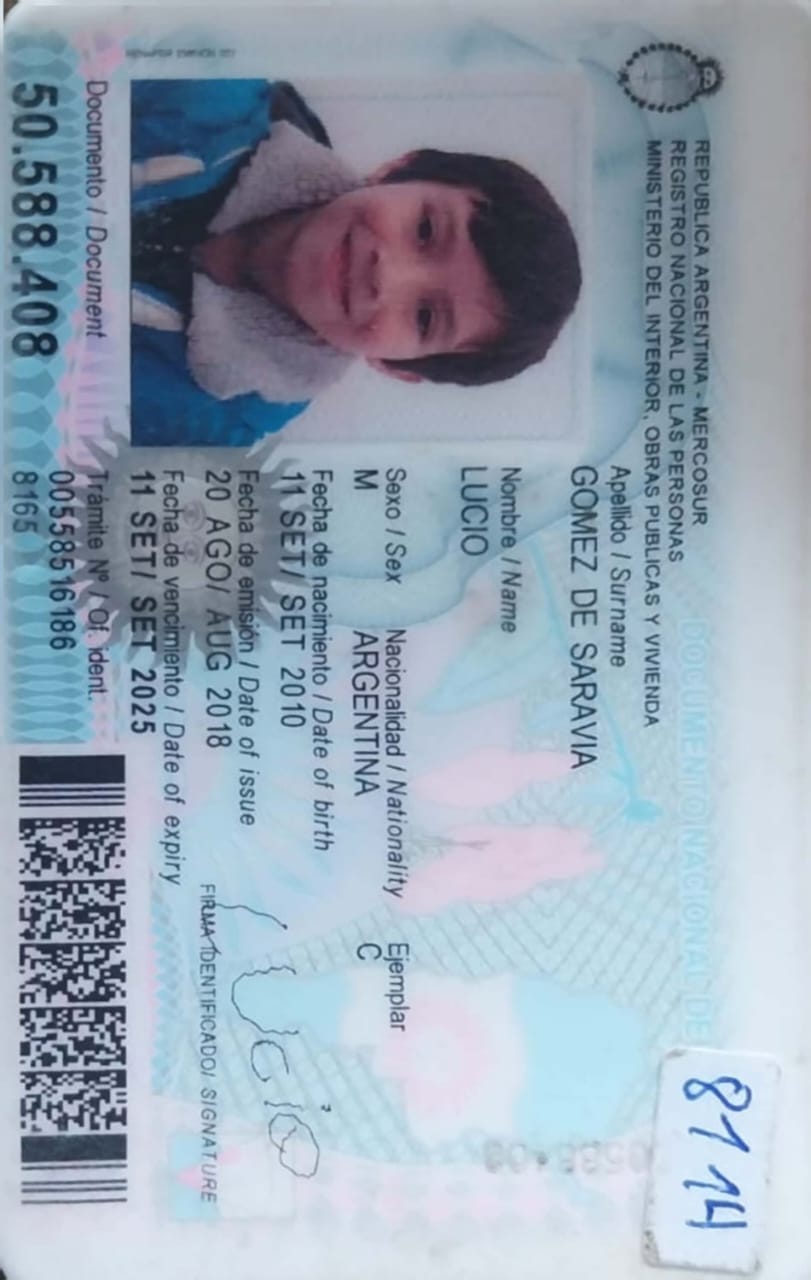 REPUBLICA ARGENTINA - MERCOSUR
REGISTRO NACIONAL DE LAS PERSONAS
MINISTERIO DEL INTERIOR, OBRAS PUBLICAS Y VIVIENDA
DOCUMENTO NACIONAL DE
Apellido / Surname
GOMEZ DE SARAVIA
Nombre / Name
LUCIO
Sexo / Sex Nacionalidad / Nationality Ejemplar
M ARGENTINA C
Fecha de nacimiento / Date of birth
11 SET/ SET 2010
Fecha de emisión / Date of issue
20 AGO/ AUG 2018
Fecha de vencimiento / Date of expiry
11 SET/ SET 2025
Documento / Document
50.588.408
Trámite Nº / Of. ident.
00558516186
8165
Lucio
FIRMA IDENTIFICADO/ SIGNATURE
8114